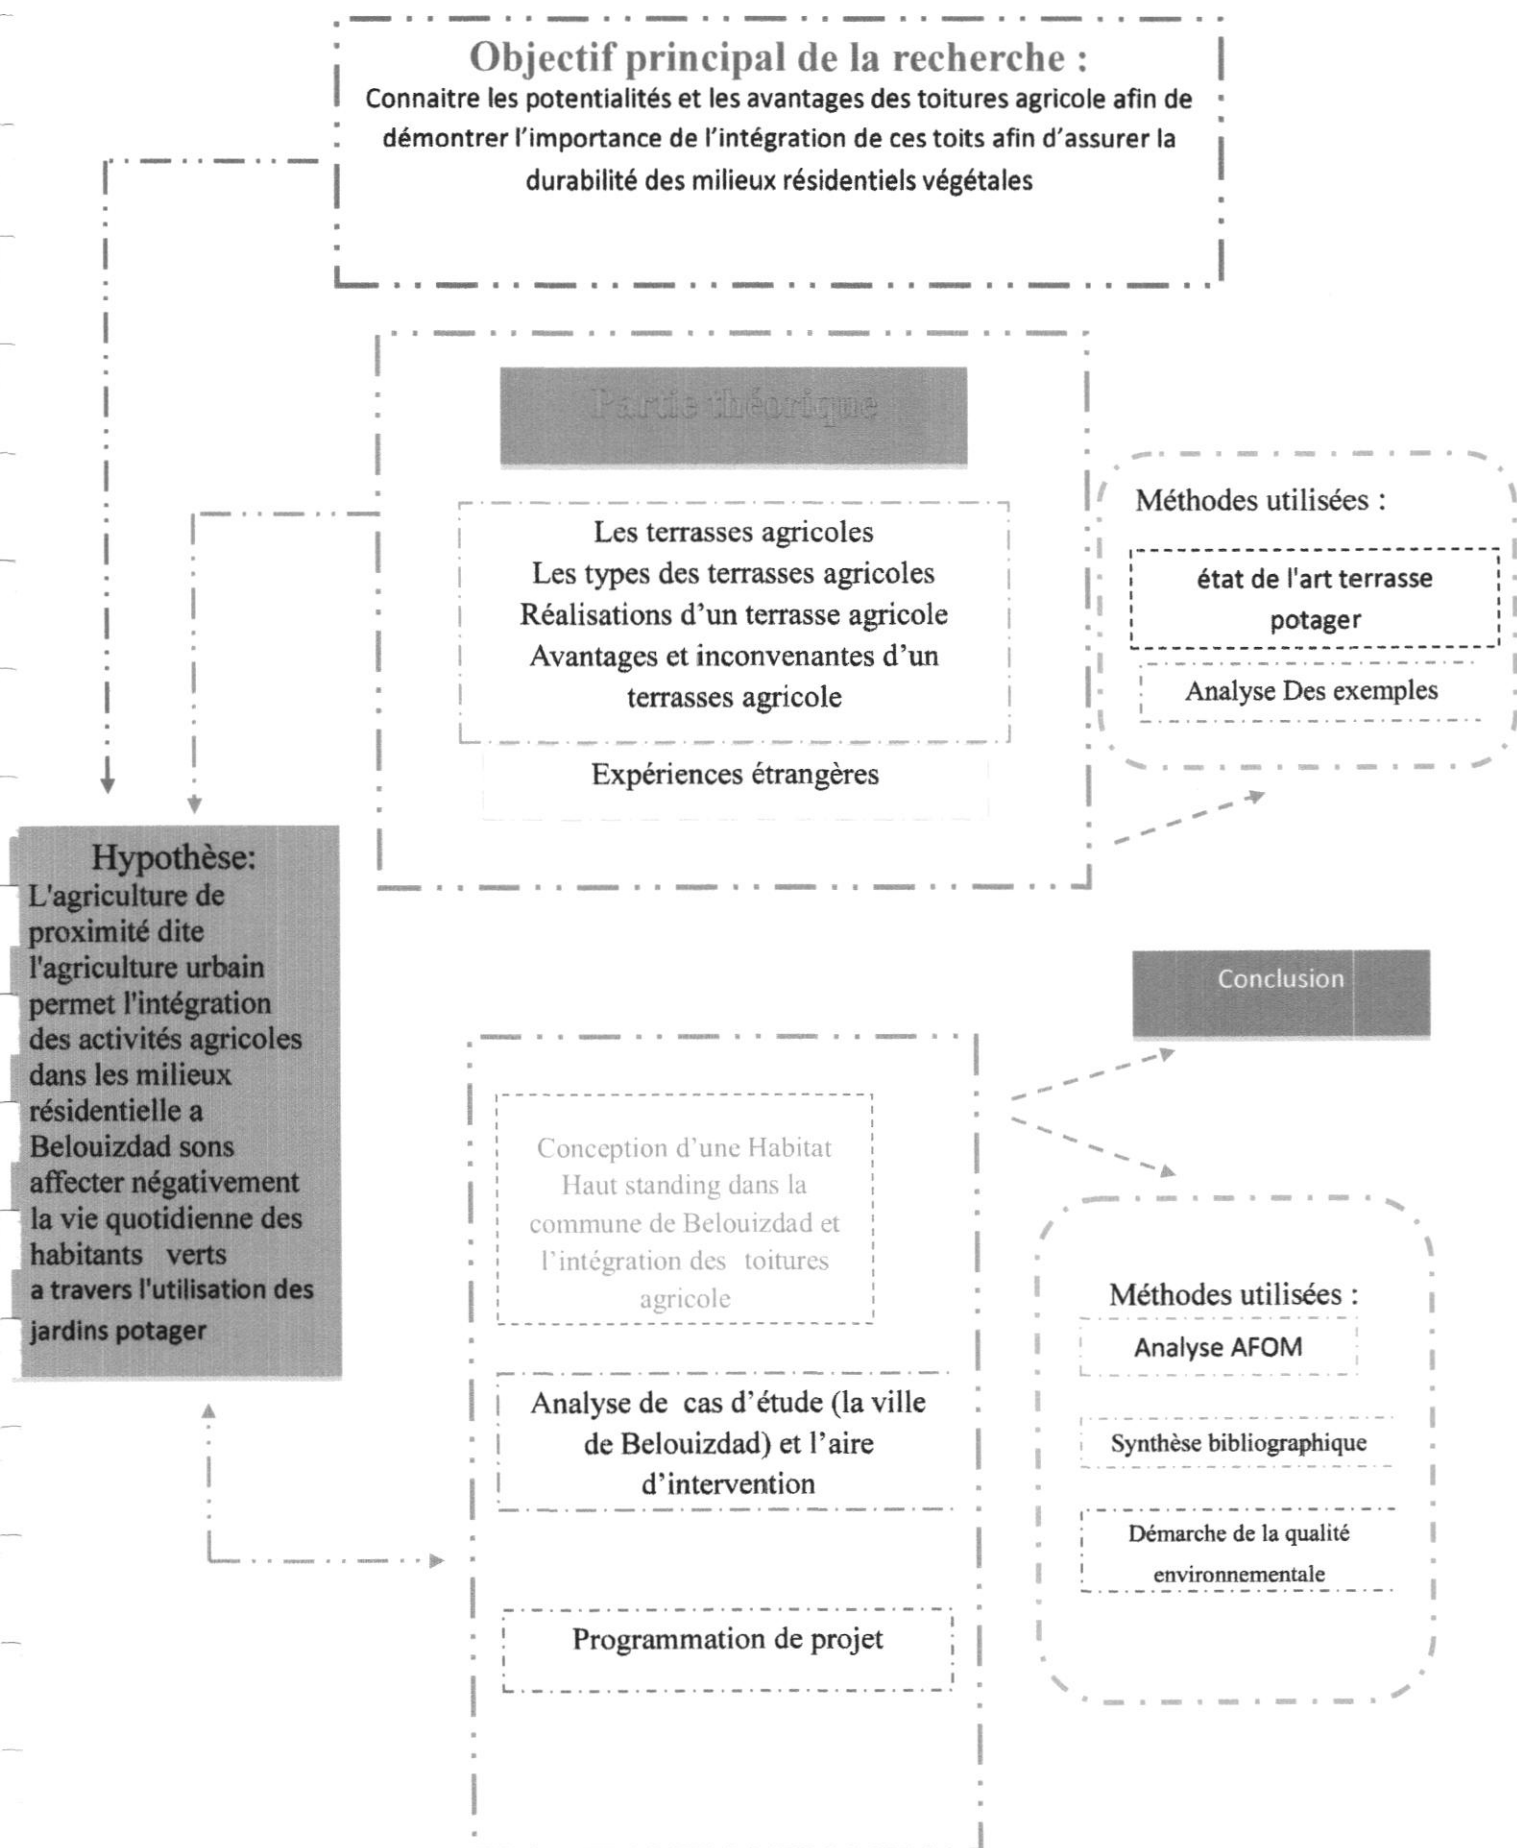 Objectif principal de la recherche :
Connaitre les potentialités et les avantages des toitures agricole afin de
démontrer l'importance de l'intégration de ces toits afin d'assurer la
durabilité des milieux résidentiels végétales
Partie théorique
Les terrasses agricoles
Les types des terrasses agricoles
Réalisations d'un terrasse agricole
Avantages et inconvenantes d'un
terrasses agricole
Expériences étrangères
Méthodes utilisées :
état de l'art terrasse
potager
Analyse Des exemples
Hypothèse:
L'agriculture de
proximité dite
l'agriculture urbain
permet l'intégration
des activités agricoles
dans les milieux
résidentielle a
Belouizdad sons
affecter négativement
la vie quotidienne des
habitants verts
a travers l'utilisation des
jardins potager
Conclusion
Conception d'une Habitat
Haut standing dans la
commune de Belouizdad et
l'intégration des toitures
agricole
Analyse de cas d'étude (la ville
de Belouizdad) et l'aire
d'intervention
Programmation de projet
Méthodes utilisées :
Analyse AFOM
Synthèse bibliographique
Démarche de la qualité
environnementale